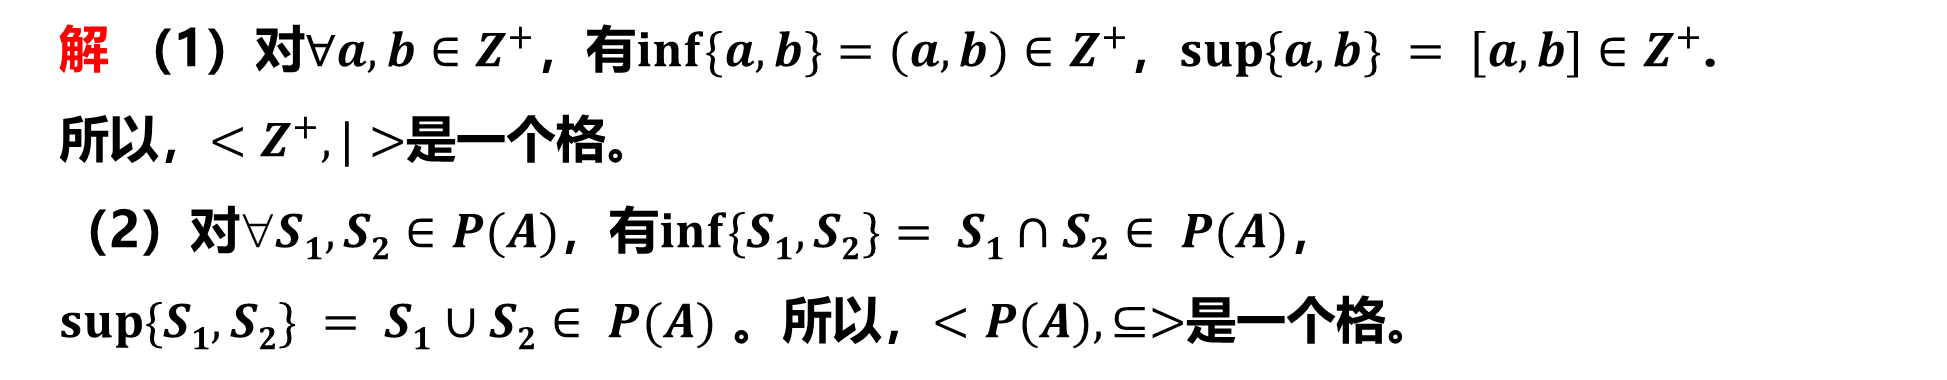 解 （1）对∀a, b ∈ Z⁺，有inf{a, b} = (a, b) ∈ Z⁺，sup{a, b} = [a, b] ∈ Z⁺.
所以，< Z⁺, | >是一个格。
（2）对∀S₁, S₂ ∈ P(A)，有inf{S₁, S₂} = S₁ ∩ S₂ ∈ P(A)，
sup{S₁, S₂} = S₁ ∪ S₂ ∈ P(A) 。所以，< P(A), ⊆>是一个格。